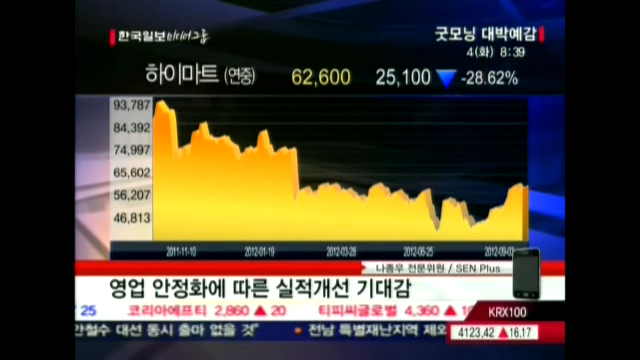 한국일보 미디어그룹
굿모닝 대박예감
4(화) 8:39
하이마트 (연중) 62,600 25,100 ▼ -28.62%
93,787
84,392
74,997
65,602
56,207
46,813
2011-11-10 2012-01-19 2012-03-28 2012-06-25 2012-09-03
나종우 전문위원 / SEN Plus
영업 안정화에 따른 실적개선 기대감
25 코리아에프티 2,860 ▲ 20 티피씨글로벌 4,360 ▲ KRX100
안철수 대선 동시 출마 없을 것" • 전남 특별재난지역 제외 4123,42 ▲16,17